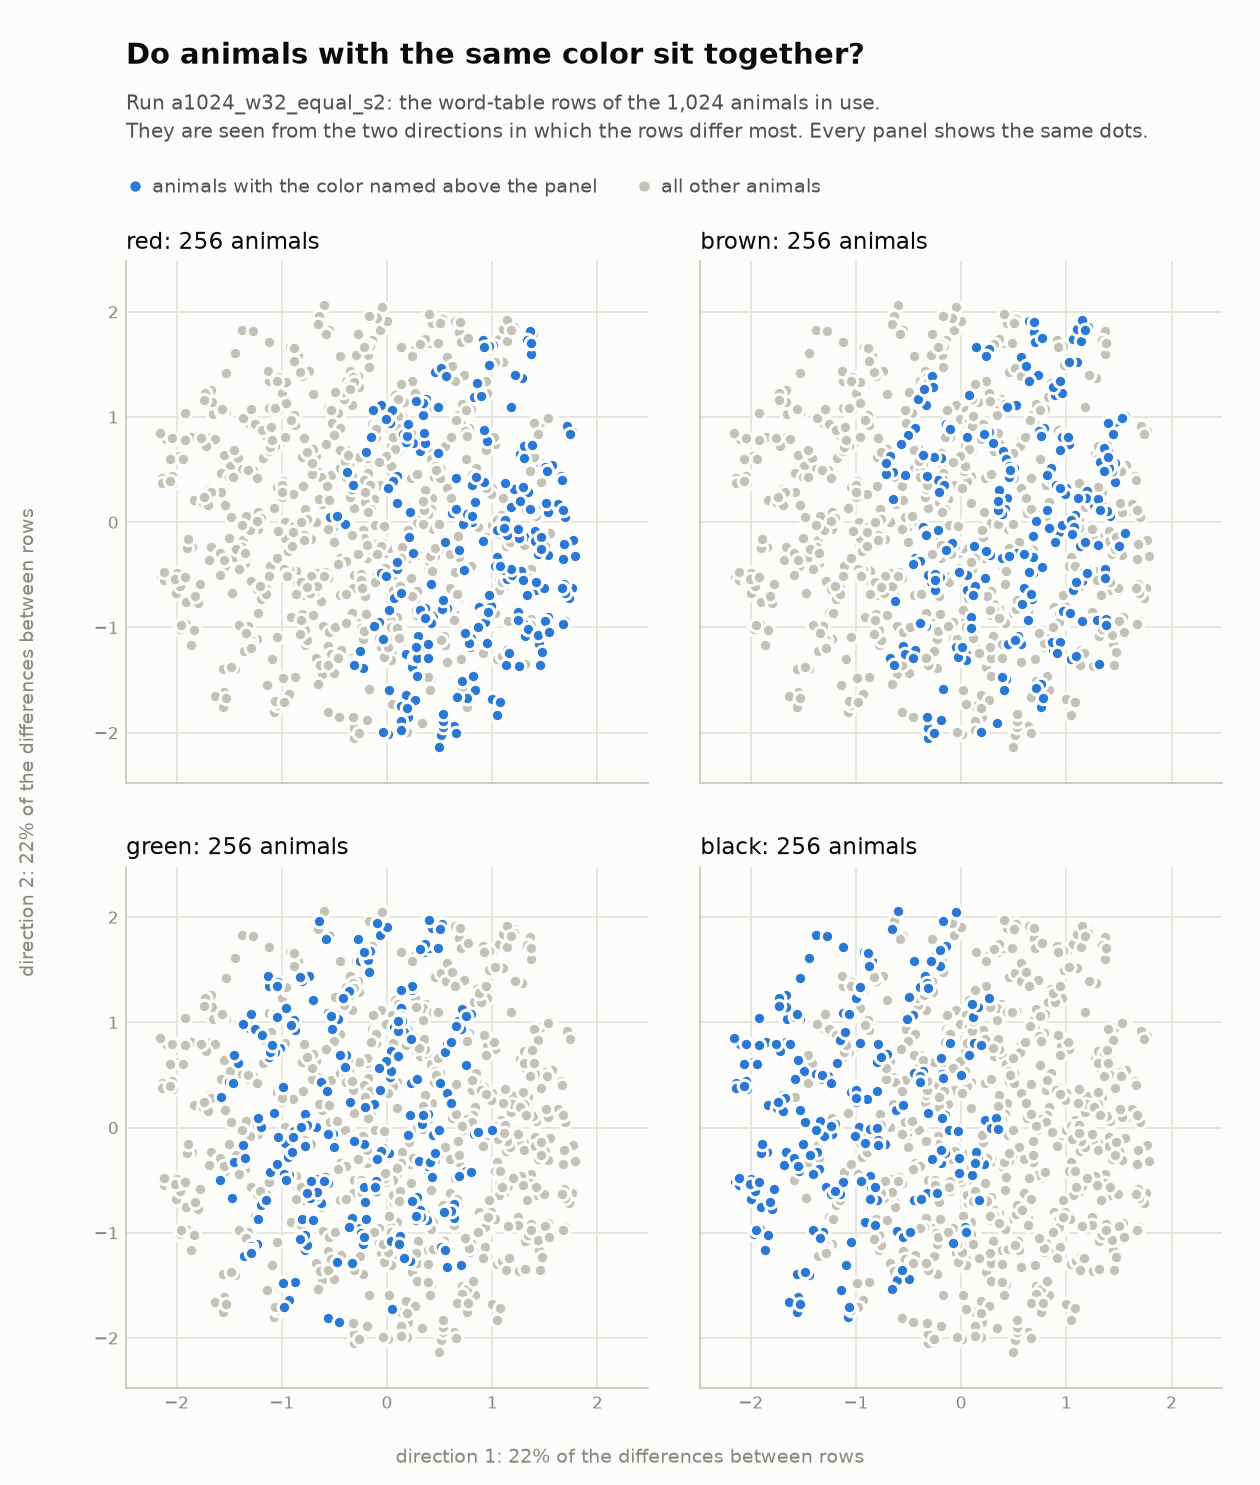 Do animals with the same color sit together?
Run a1024_w32_equal_s2: the word-table rows of the 1,024 animals in use.
They are seen from the two directions in which the rows differ most. Every panel shows the same dots.
animals with the color named above the panel
all other animals
red: 256 animals
brown: 256 animals
2
1
0
−1
−2
direction 2: 22% of the differences between rows
green: 256 animals
black: 256 animals
2
1
0
−1
−2
−2 −1 0 1 2
−2 −1 0 1 2
direction 1: 22% of the differences between rows